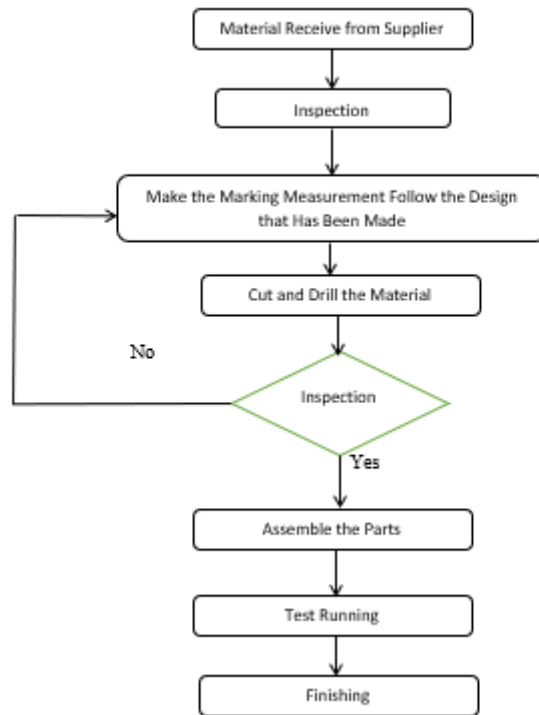 Material Receive from Supplier
Inspection
Make the Marking Measurement Follow the Design
that Has Been Made
Cut and Drill the Material
No
Inspection
Yes
Assemble the Parts
Test Running
Finishing